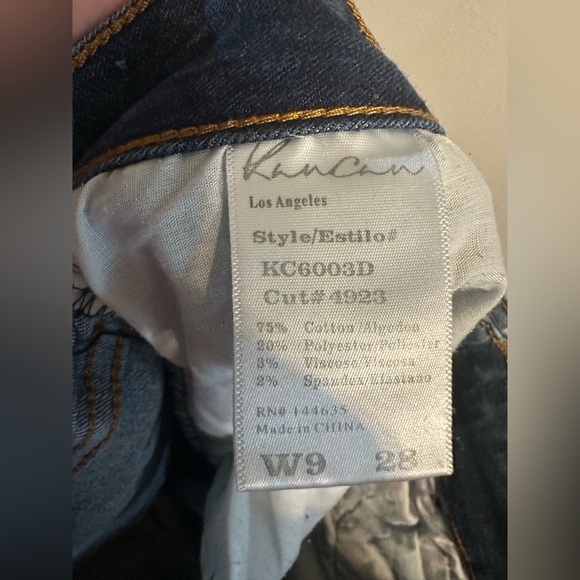 Kancan
Los Angeles
Style/Estilo#
KC6003D
Cut#4923
75% Cotton/Algodon
20% Polyester/Poliester
3% Viscose/Viscosa
2% Spandex/Elastano
RN# 144635
Made in CHINA
W9 28